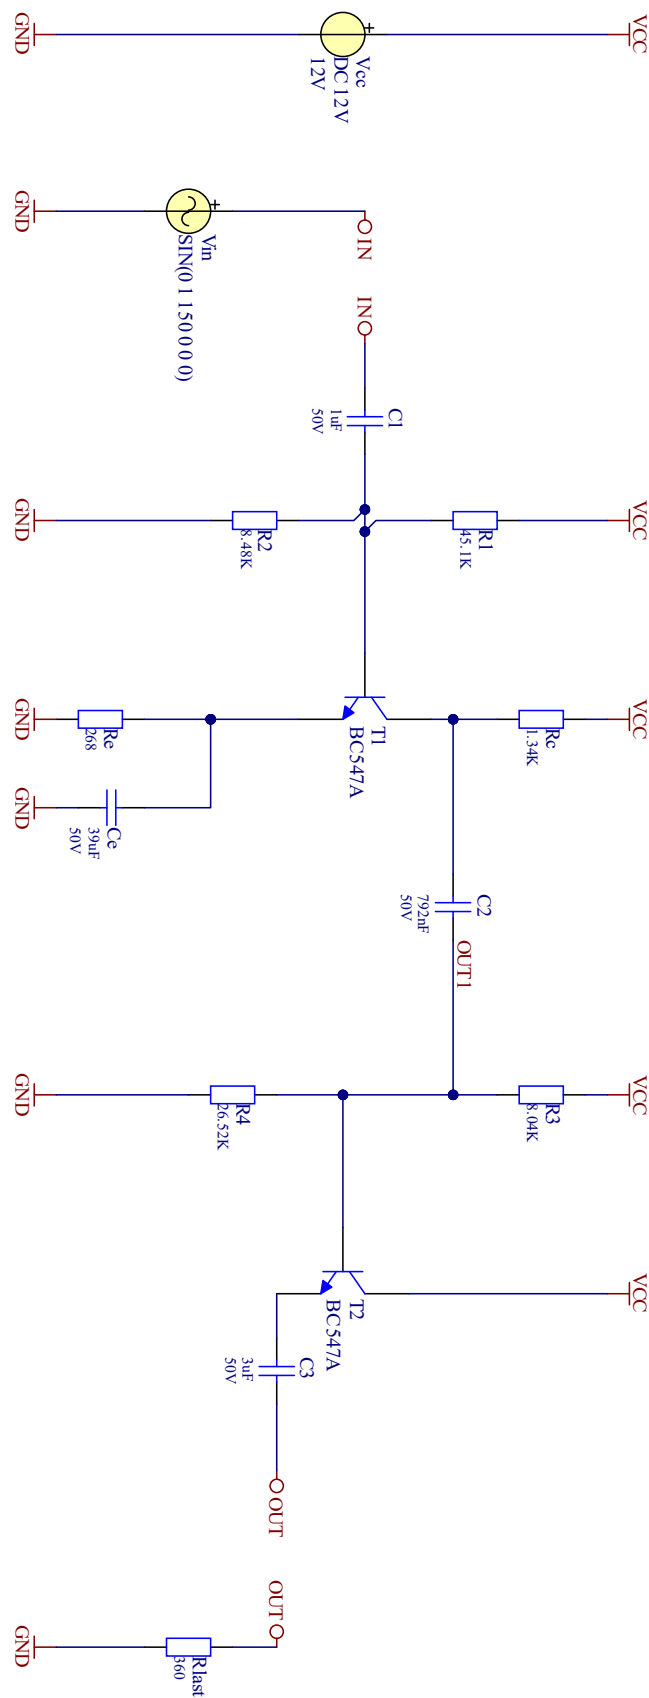 GND
Vcc
DC 12V
12V
VCC
GND
Vin
SIN(0 1 150 0 0 0)
IN
IN
C1
1uF
50V
GND
R2
8.48K
R1
45.1K
VCC
GND
Re
268
T1
BC547A
Rc
1.34K
VCC
GND
Ce
39uF
50V
C2
792nF
50V
OUT1
GND
R4
26.52K
R3
8.04K
VCC
T2
BC547A
VCC
C3
3uF
50V
OUT
OUT
GND
Rlast
360